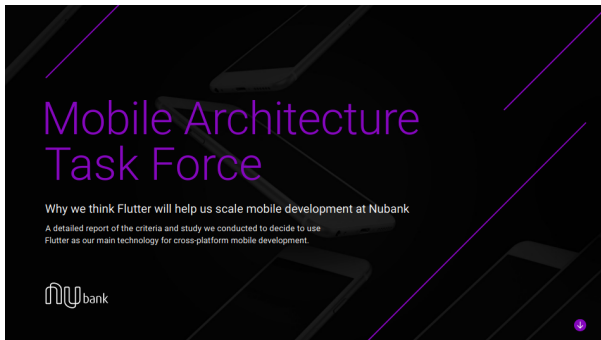 Mobile Architecture
Task Force
Why we think Flutter will help us scale mobile development at Nubank
A detailed report of the criteria and study we conducted to decide to use
Flutter as our main technology for cross-platform mobile development.
nu bank